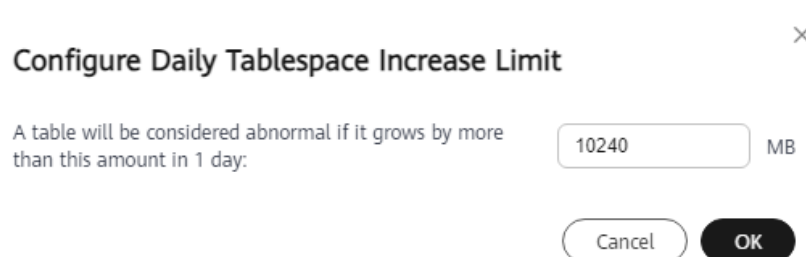 Configure Daily Tablespace Increase Limit
A table will be considered abnormal if it grows by more
than this amount in 1 day:
10240
MB
Cancel
OK